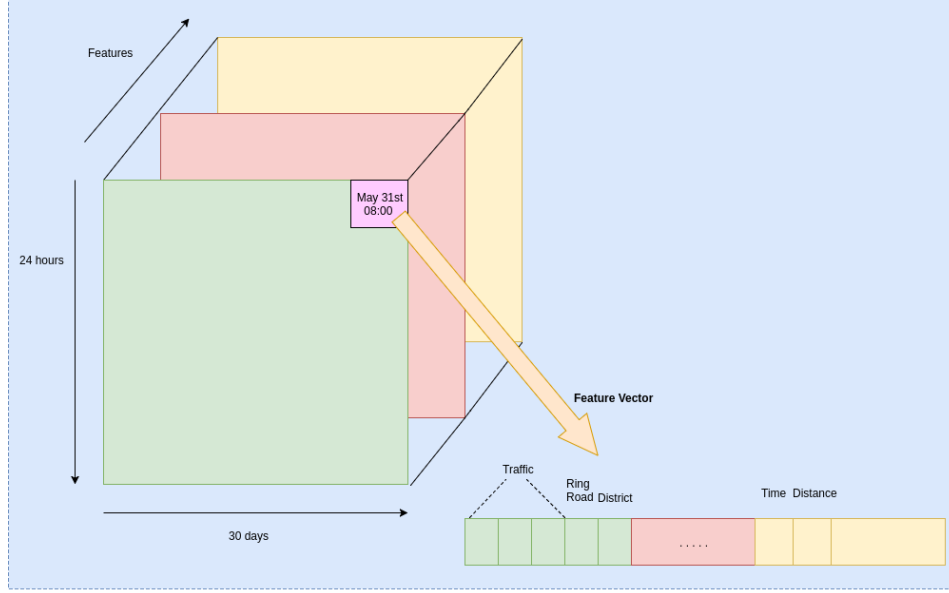 Features
May 31st
08:00
24 hours
30 days
Feature Vector
Traffic
Ring
Road
District
Time
Distance
. . . . .